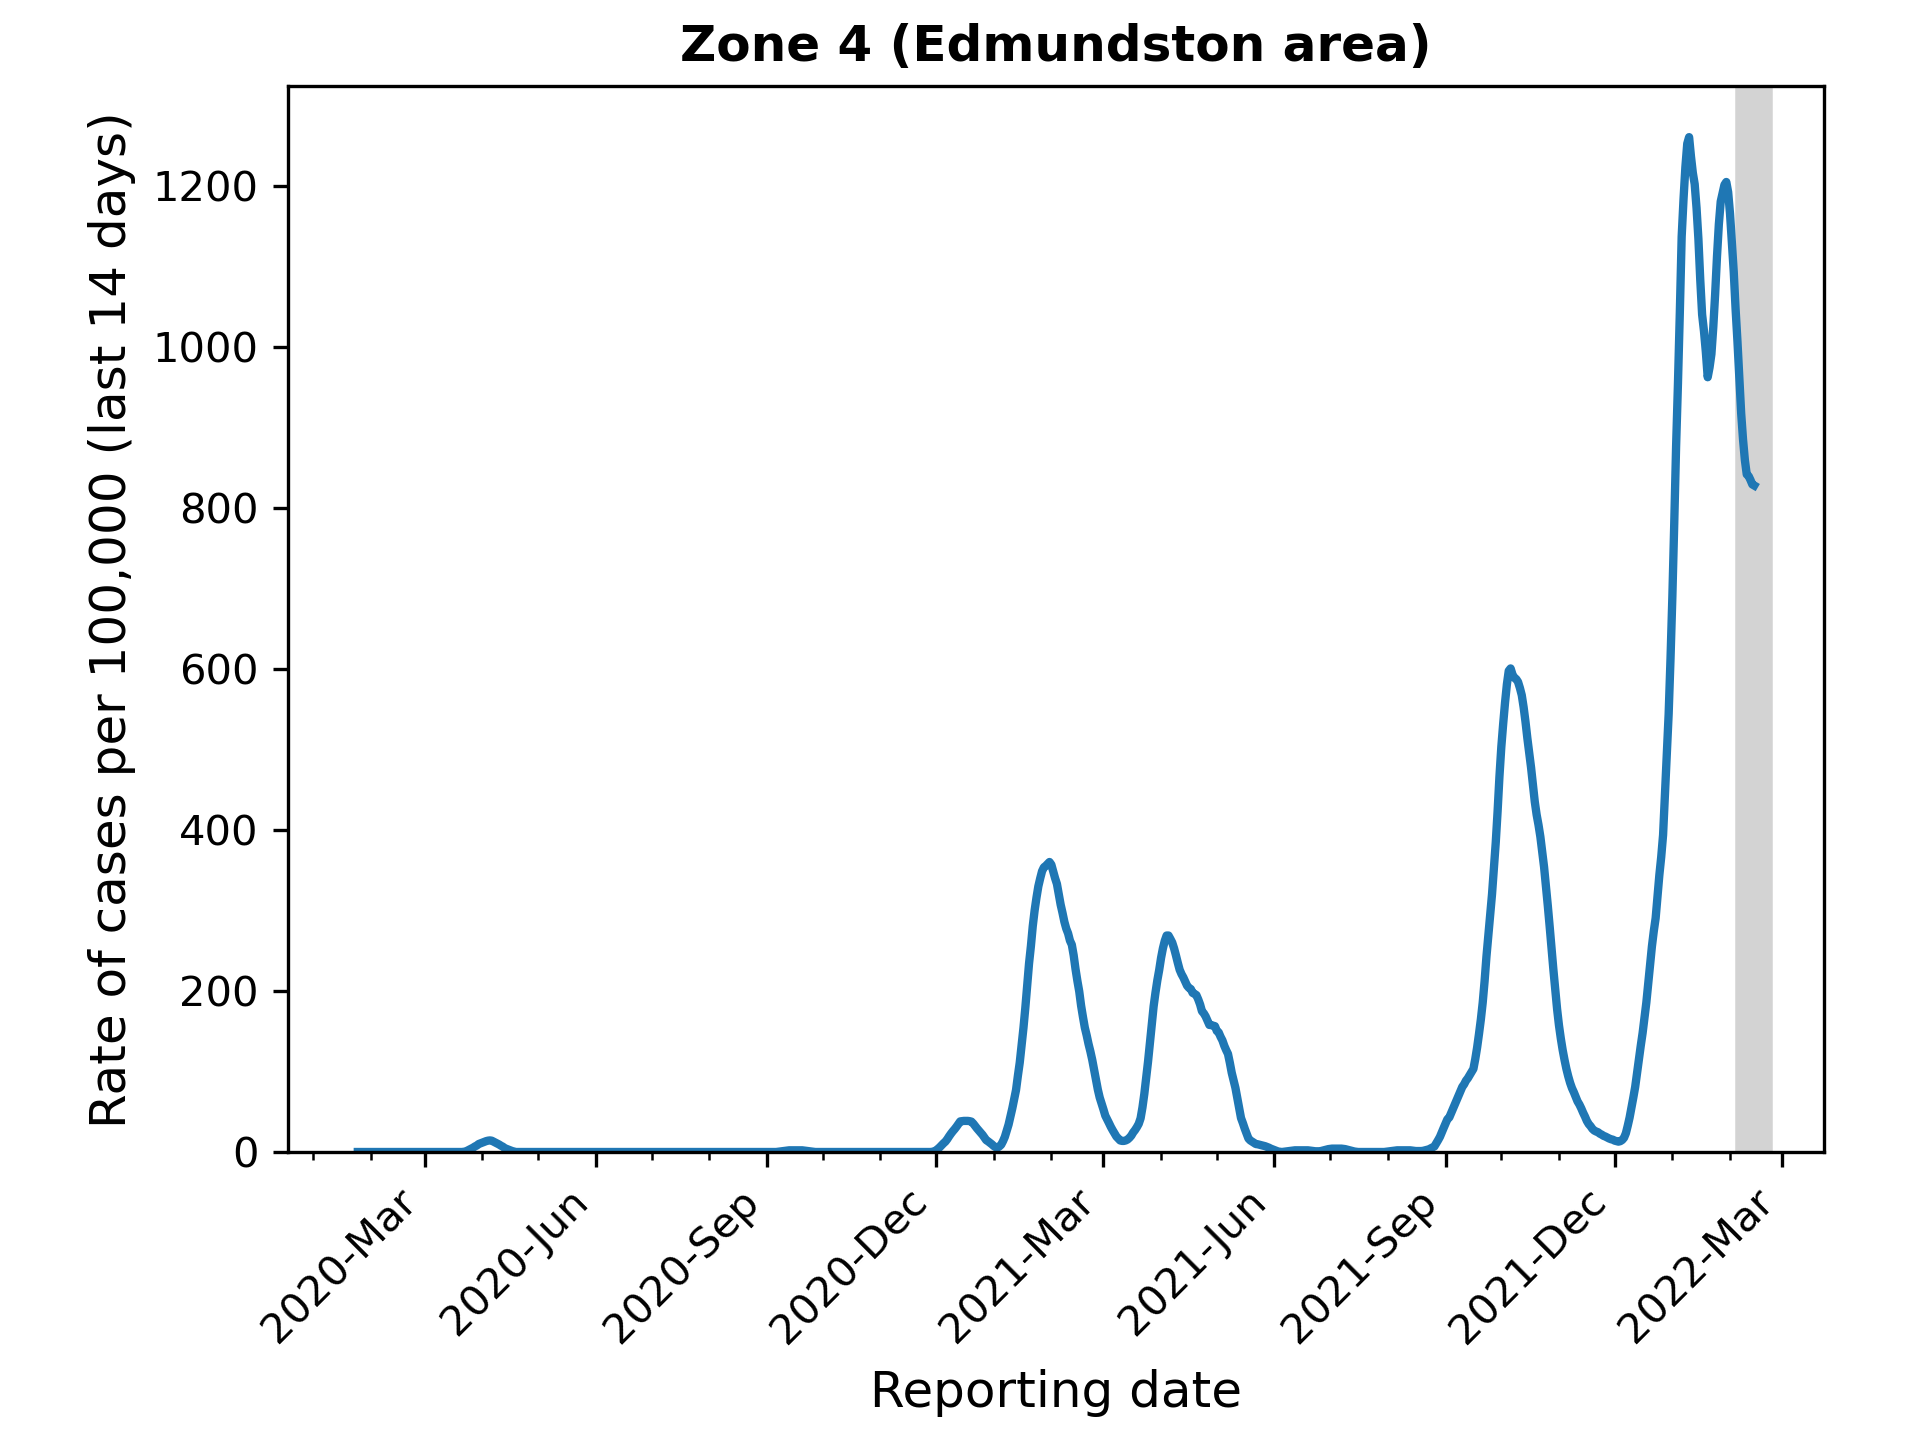 Zone 4 (Edmundston area)
Rate of cases per 100,000 (last 14 days)
1200
1000
800
600
400
200
0
2020-Mar
2020-Jun
2020-Sep
2020-Dec
2021-Mar
2021-Jun
2021-Sep
2021-Dec
2022-Mar
Reporting date